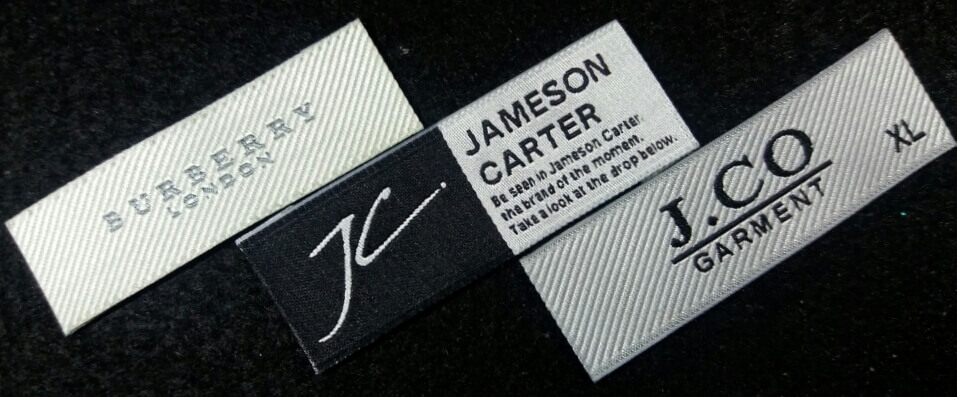 BURBERRY
LONDON
JC
JAMESON
CARTER
Be seen in Jameson Carter,
the brand of the moment.
Take a look at the drop below.
J.CO
GARMENT
XL